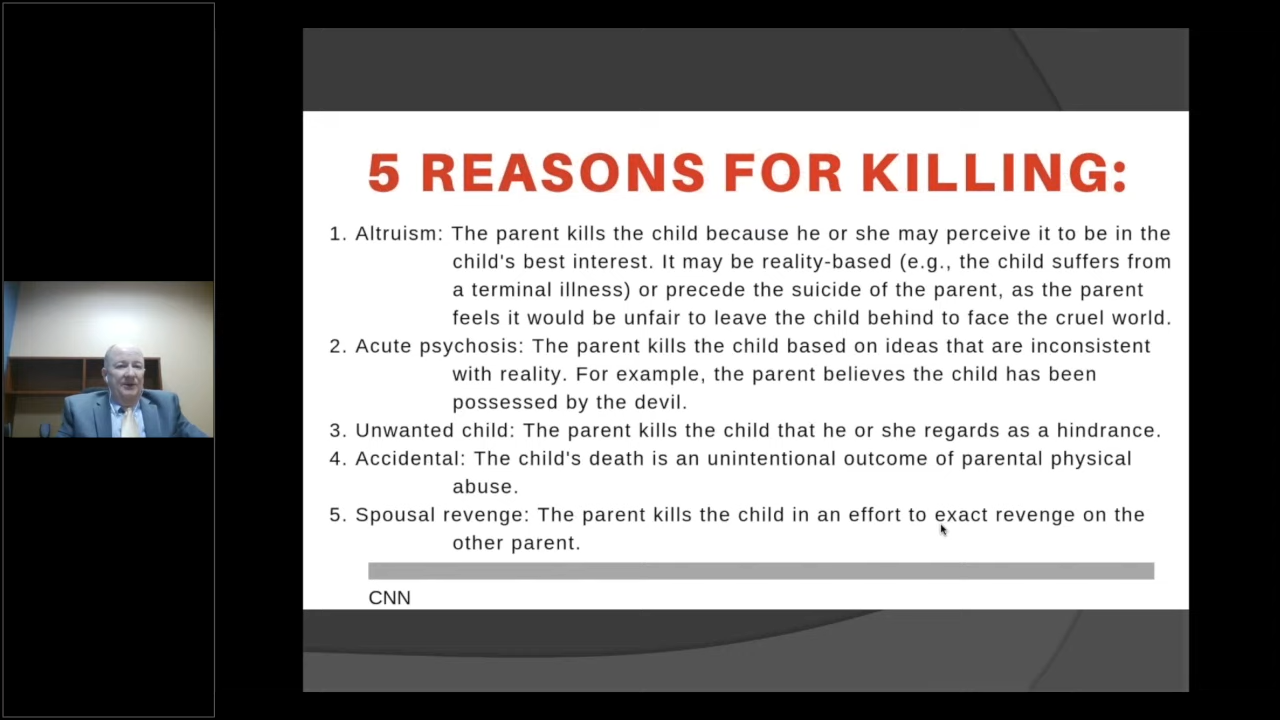 5 REASONS FOR KILLING:
1. Altruism: The parent kills the child because he or she may perceive it to be in the
child's best interest. It may be reality-based (e.g., the child suffers from
a terminal illness) or precede the suicide of the parent, as the parent
feels it would be unfair to leave the child behind to face the cruel world.
2. Acute psychosis: The parent kills the child based on ideas that are inconsistent
with reality. For example, the parent believes the child has been
possessed by the devil.
3. Unwanted child: The parent kills the child that he or she regards as a hindrance.
4. Accidental: The child's death is an unintentional outcome of parental physical
abuse.
5. Spousal revenge: The parent kills the child in an effort to exact revenge on the
other parent.
CNN